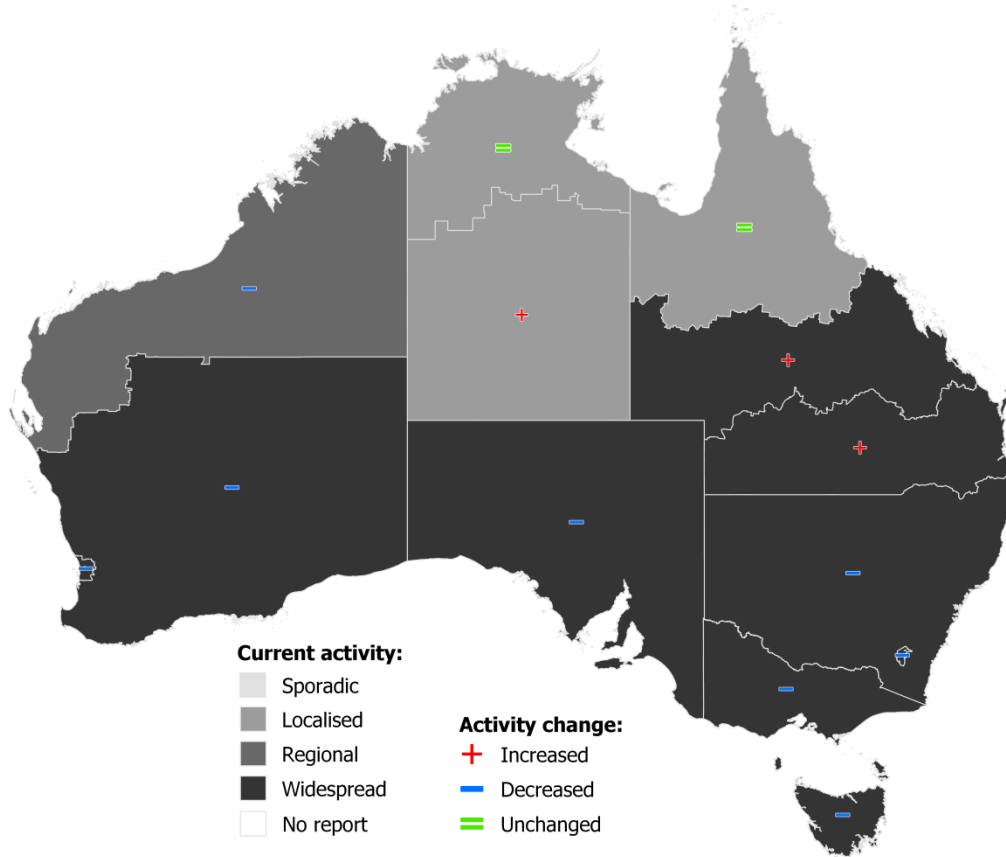 Current activity:
Sporadic
Localised
Regional
Widespread
No report
Activity change:
Increased
Decreased
Unchanged